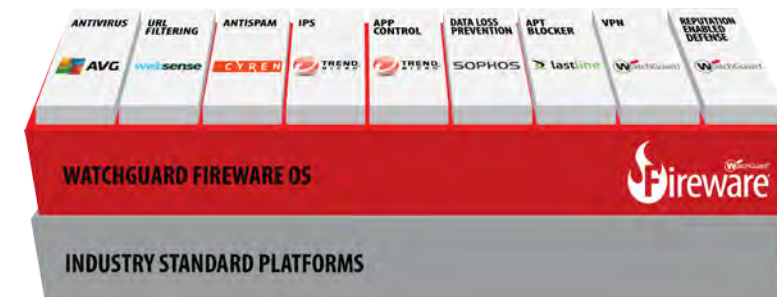 ANTIVIRUS
AVG
URL
FILTERING
websense
ANTISPAM
CYREN
IPS
TREND
MICRO
APP
CONTROL
TREND
MICRO
DATA LOSS
PREVENTION
SOPHOS
APT
BLOCKER
lastline
VPN
WatchGuard
REPUTATION
ENABLED
DEFENSE
WatchGuard
WATCHGUARD FIREWARE OS
WatchGuard
Fireware
INDUSTRY STANDARD PLATFORMS